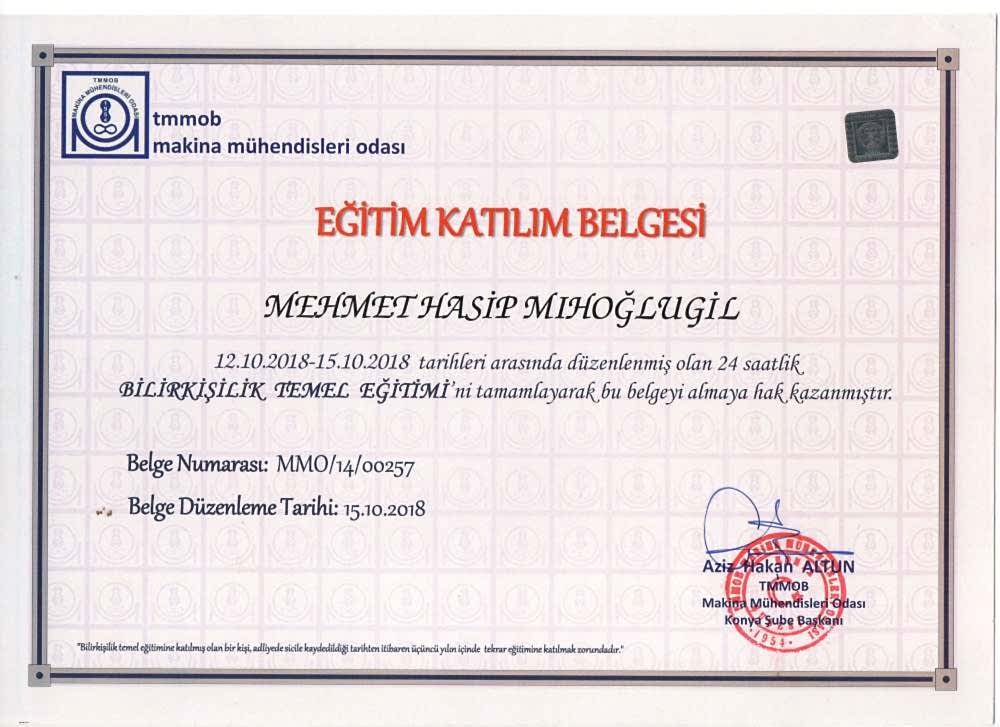 TMMOB
MAKİNA MÜHENDİSLERİ ODASI
tmmob
makina mühendisleri odası
EĞİTİM KATILIM BELGESİ
MEHMET HASİP MIHOĞLUGİL
12.10.2018-15.10.2018 tarihleri arasında düzenlenmiş olan 24 saatlik
BİLİRKİŞİLİK TEMEL EĞİTİMİ'ni tamamlayarak bu belgeyi almaya hak kazanmıştır.
Belge Numarası: MMO/14/00257
Belge Düzenleme Tarihi: 15.10.2018
Aziz Hakan ALTUN
TMMOB
Makina Mühendisleri Odası
Konya Şube Başkanı
1954
"Bilirkişilik temel eğitimine katılmış olan bir kişi, adliyede sicile kaydedildiği tarihten itibaren üçüncü yılın içinde tekrar eğitimine katılmak zorundadır."